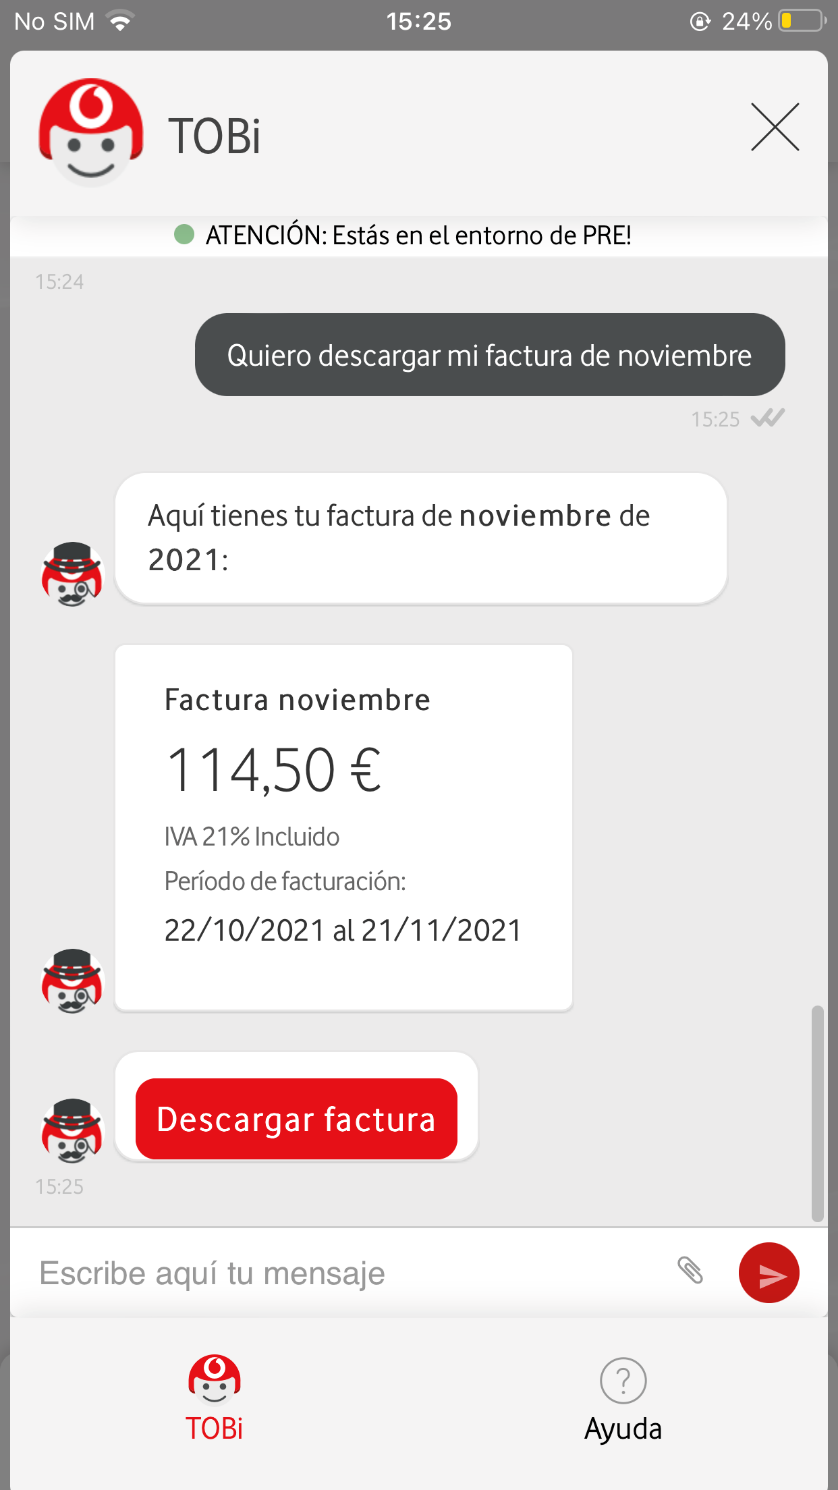 No SIM 15:25 24%
TOBi
ATENCIÓN: Estás en el entorno de PRE!
15:24
Quiero descargar mi factura de noviembre
15:25
Aquí tienes tu factura de noviembre de
2021:
Factura noviembre
114,50 €
IVA 21% Incluido
Período de facturación:
22/10/2021 al 21/11/2021
Descargar factura
15:25
Escribe aquí tu mensaje
TOBi
?
Ayuda